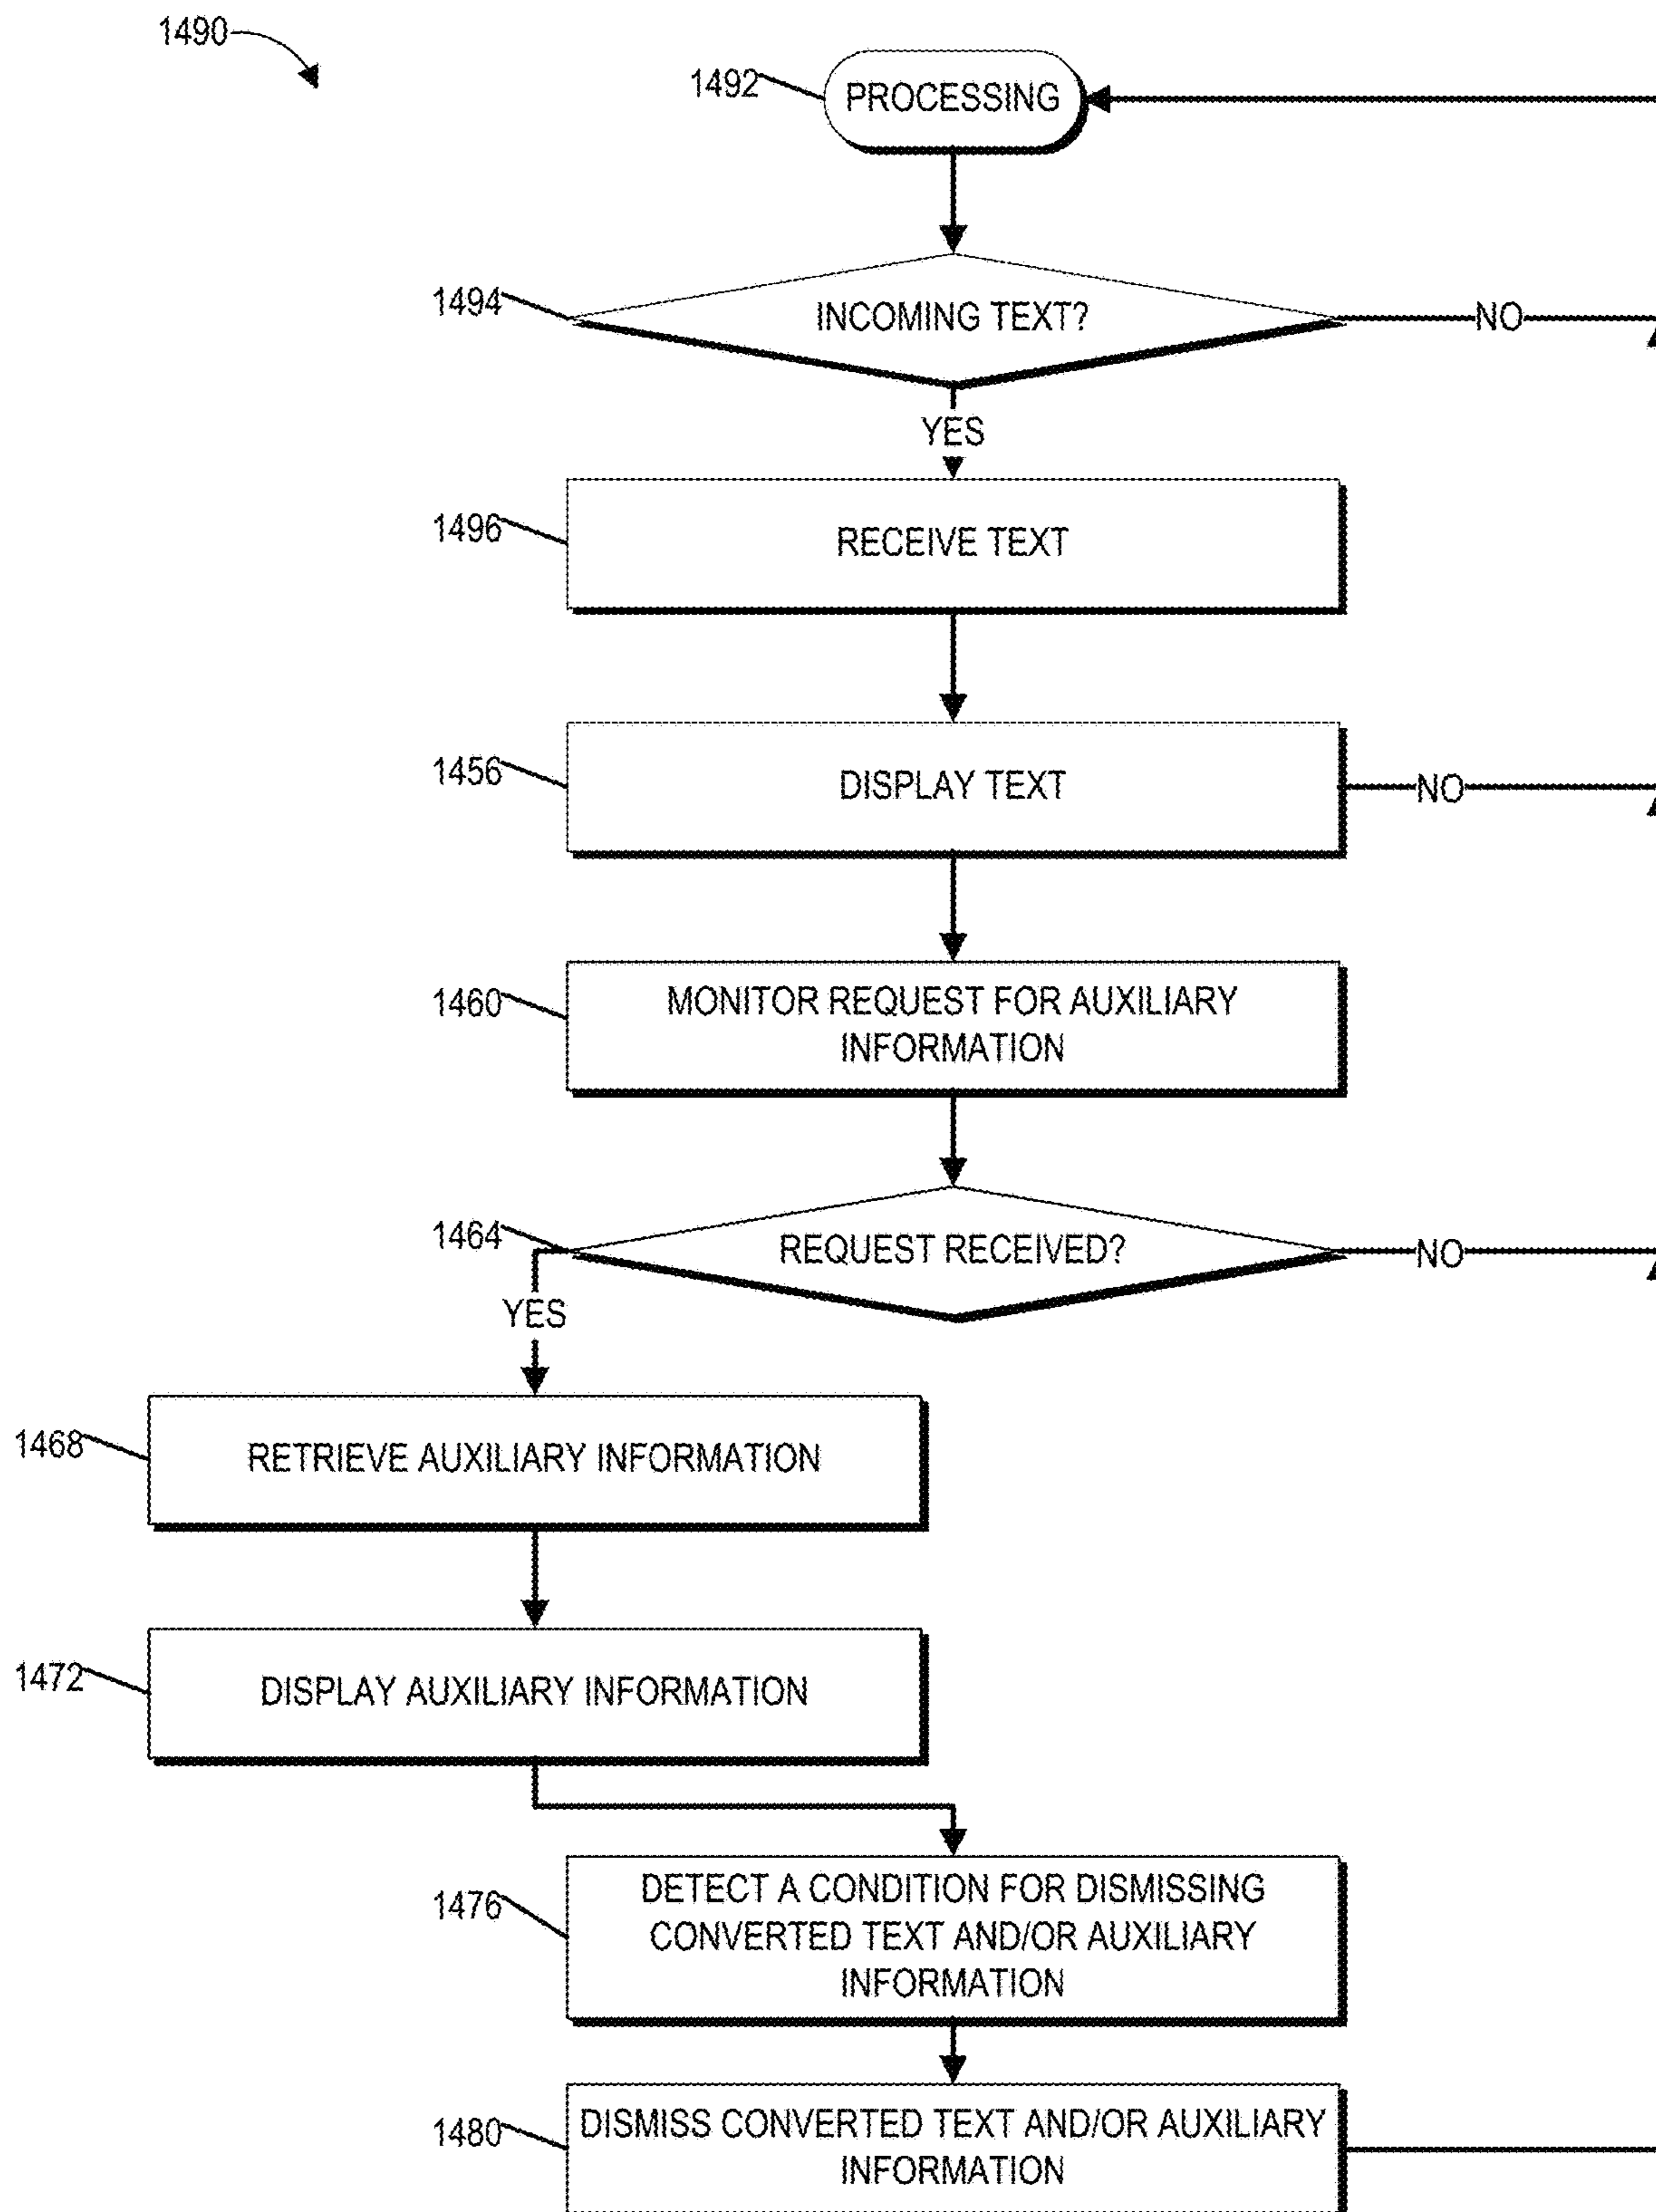 1490
1492
PROCESSING
1494
INCOMING TEXT?
NO
YES
1496
RECEIVE TEXT
1456
DISPLAY TEXT
NO
1460
MONITOR REQUEST FOR AUXILIARY
INFORMATION
1464
REQUEST RECEIVED?
NO
YES
1468
RETRIEVE AUXILIARY INFORMATION
1472
DISPLAY AUXILIARY INFORMATION
1476
DETECT A CONDITION FOR DISMISSING
CONVERTED TEXT AND/OR AUXILIARY
INFORMATION
1480
DISMISS CONVERTED TEXT AND/OR AUXILIARY
INFORMATION